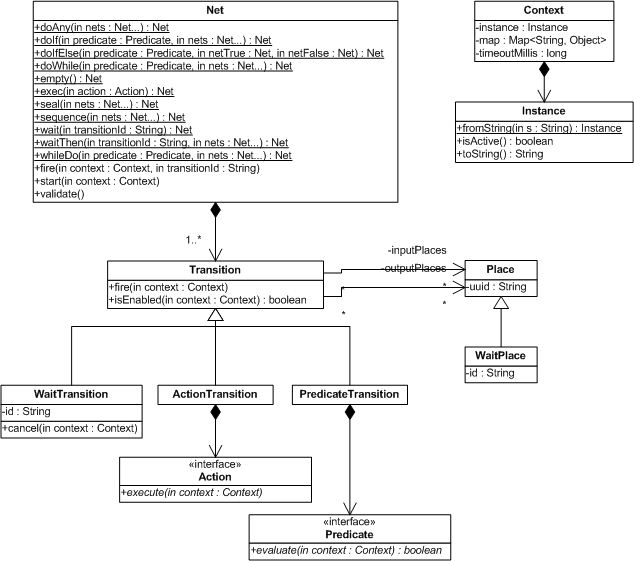 Net
+doAny(in nets : Net...) : Net
+doIf(in predicate : Predicate, in nets : Net...) : Net
+doIfElse(in predicate : Predicate, in netTrue : Net, in netFalse : Net) : Net
+doWhile(in predicate : Predicate, in nets : Net...) : Net
+empty() : Net
+exec(in action : Action) : Net
+seal(in nets : Net...) : Net
+sequence(in nets : Net...) : Net
+wait(in transitionId : String) : Net
+waitThen(in transitionId : String, in nets : Net...) : Net
+whileDo(in predicate : Predicate, in nets : Net...) : Net
+fire(in context : Context, in transitionId : String)
+start(in context : Context)
+validate()
Context
-instance : Instance
-map : Map<String, Object>
-timeoutMillis : long
Instance
+fromString(in s : String) : Instance
+isActive() : boolean
+toString() : String
1..*
-inputPlaces
-outputPlaces
Transition
+fire(in context : Context)
+isEnabled(in context : Context) : boolean
*
*
*
*
Place
-uuid : String
WaitPlace
-id : String
WaitTransition
-id : String
+cancel(in context : Context)
ActionTransition
PredicateTransition
«interface»
Action
+execute(in context : Context)
«interface»
Predicate
+evaluate(in context : Context) : boolean